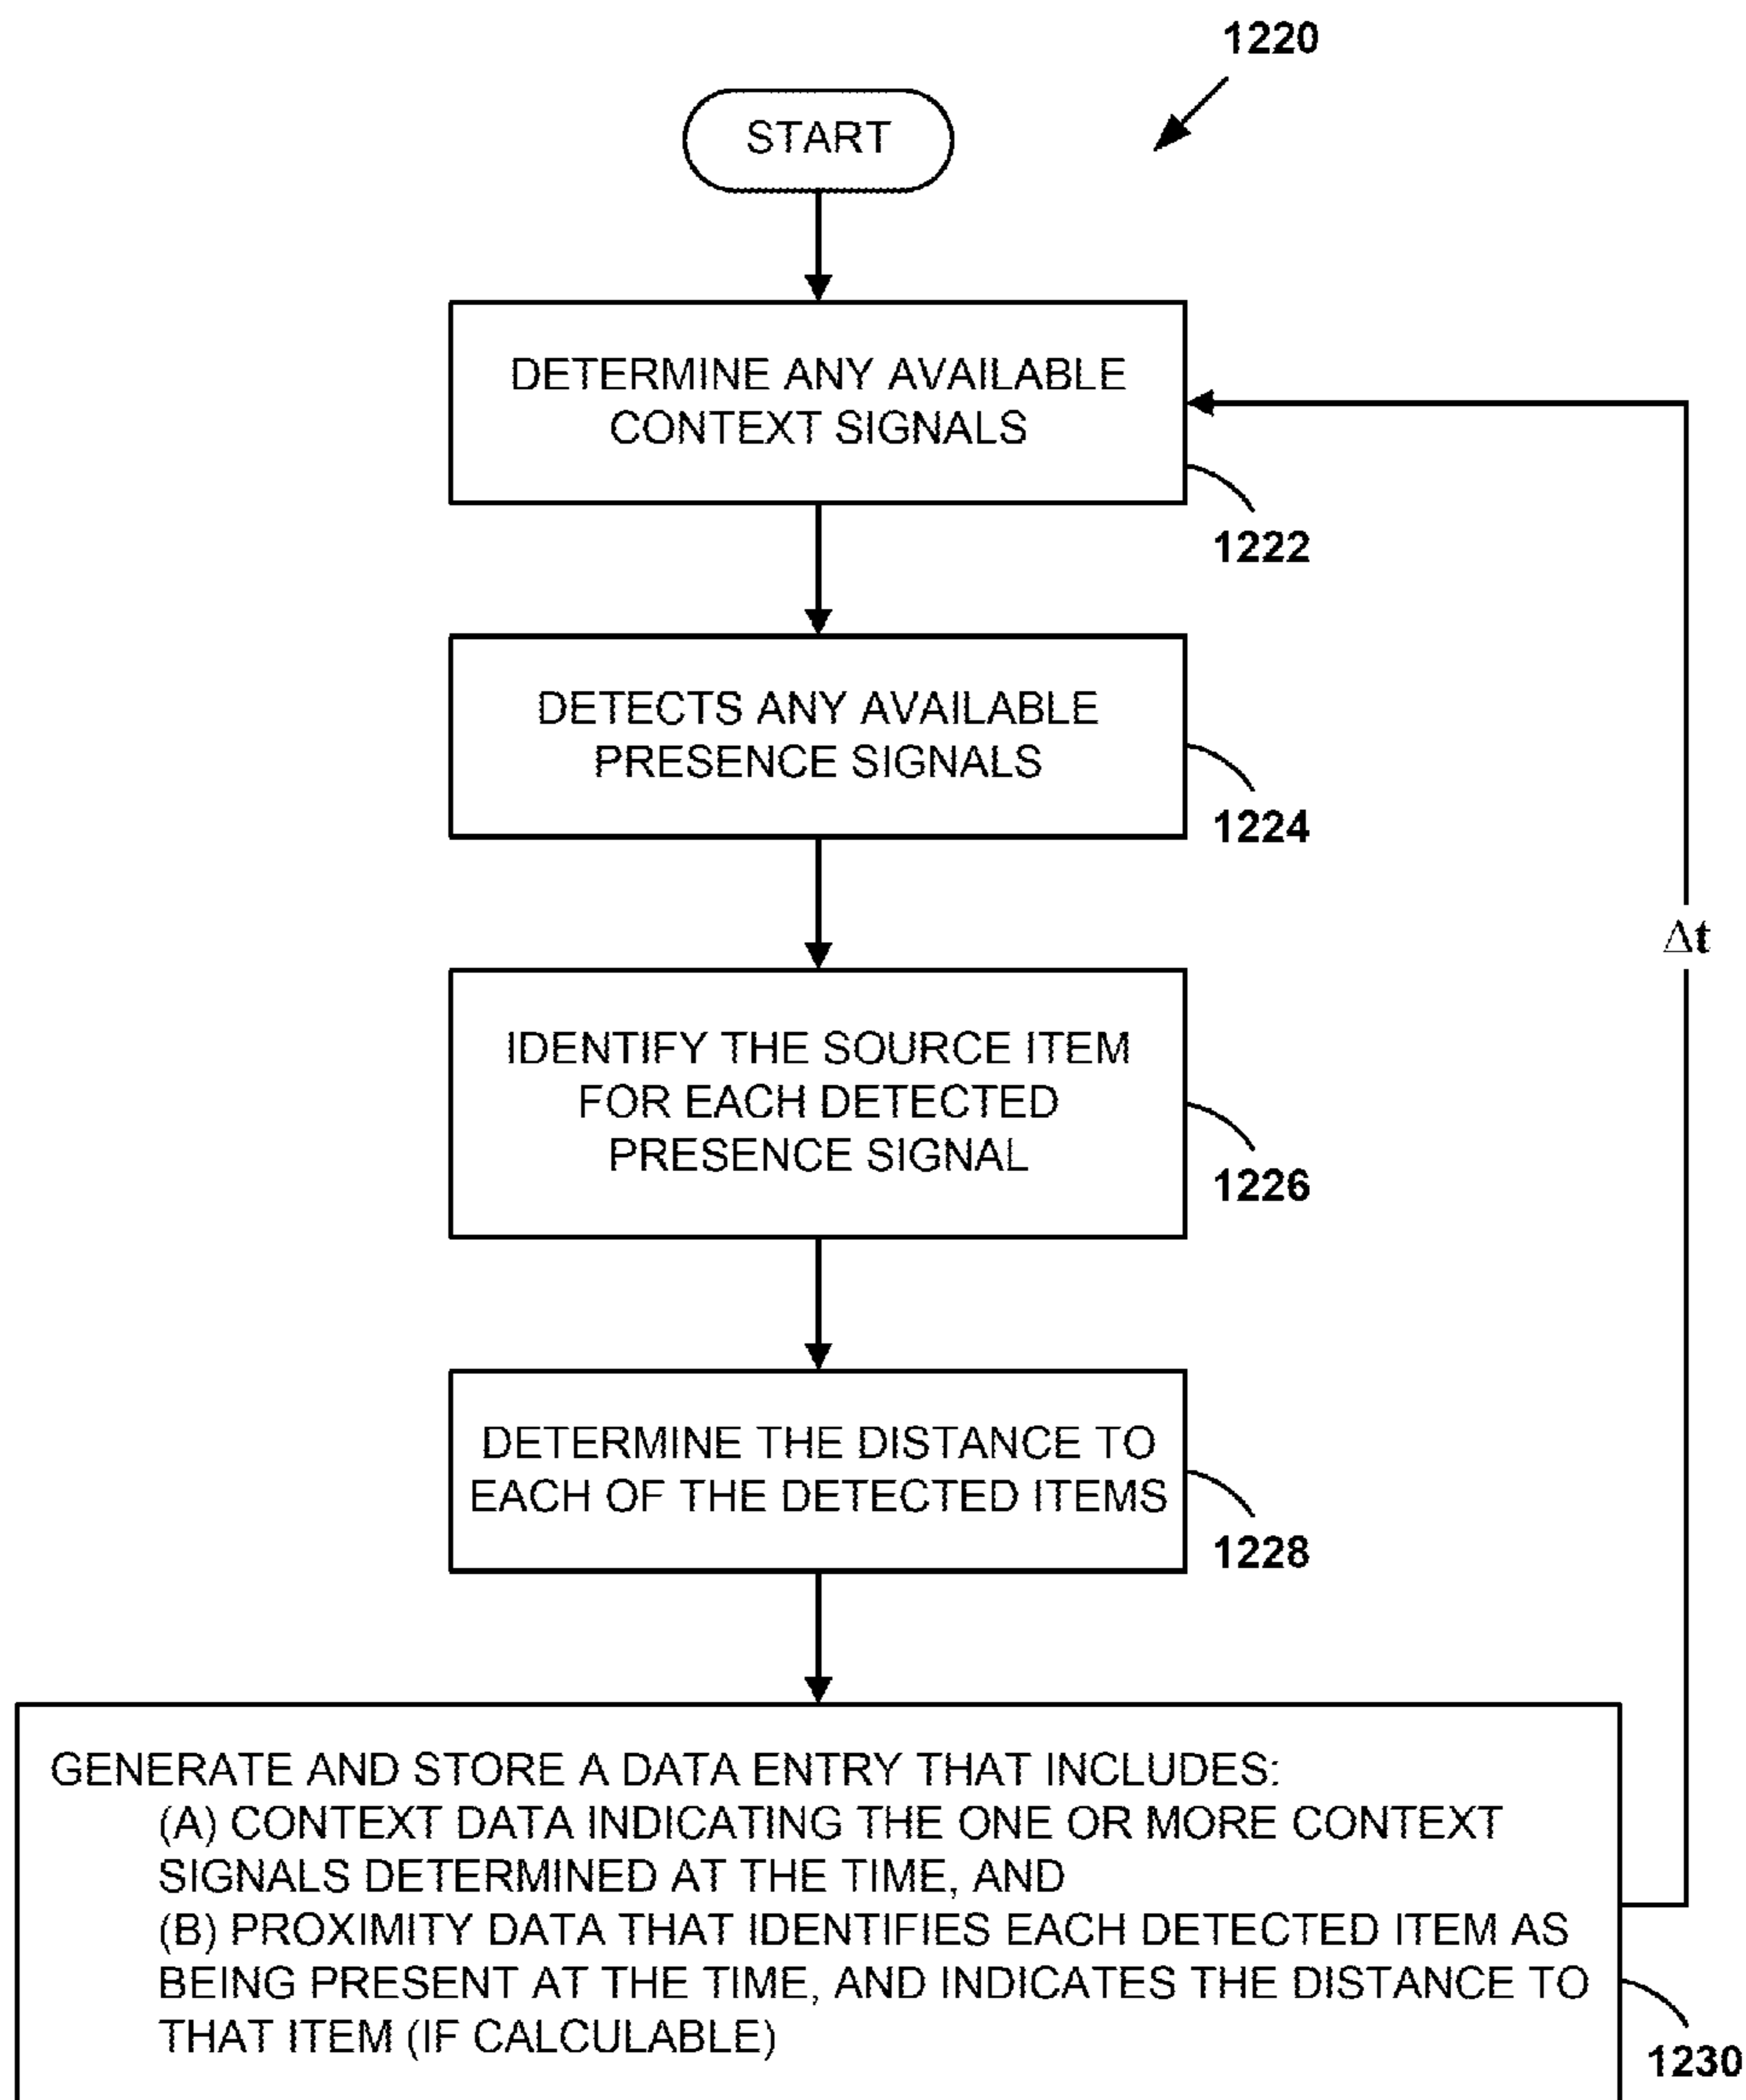 1220
START
DETERMINE ANY AVAILABLE
CONTEXT SIGNALS
1222
DETECTS ANY AVAILABLE
PRESENCE SIGNALS
1224
Δt
IDENTIFY THE SOURCE ITEM
FOR EACH DETECTED
PRESENCE SIGNAL
1226
DETERMINE THE DISTANCE TO
EACH OF THE DETECTED ITEMS
1228
GENERATE AND STORE A DATA ENTRY THAT INCLUDES:
(A) CONTEXT DATA INDICATING THE ONE OR MORE CONTEXT
SIGNALS DETERMINED AT THE TIME, AND
(B) PROXIMITY DATA THAT IDENTIFIES EACH DETECTED ITEM AS
BEING PRESENT AT THE TIME, AND INDICATES THE DISTANCE TO
THAT ITEM (IF CALCULABLE)
1230